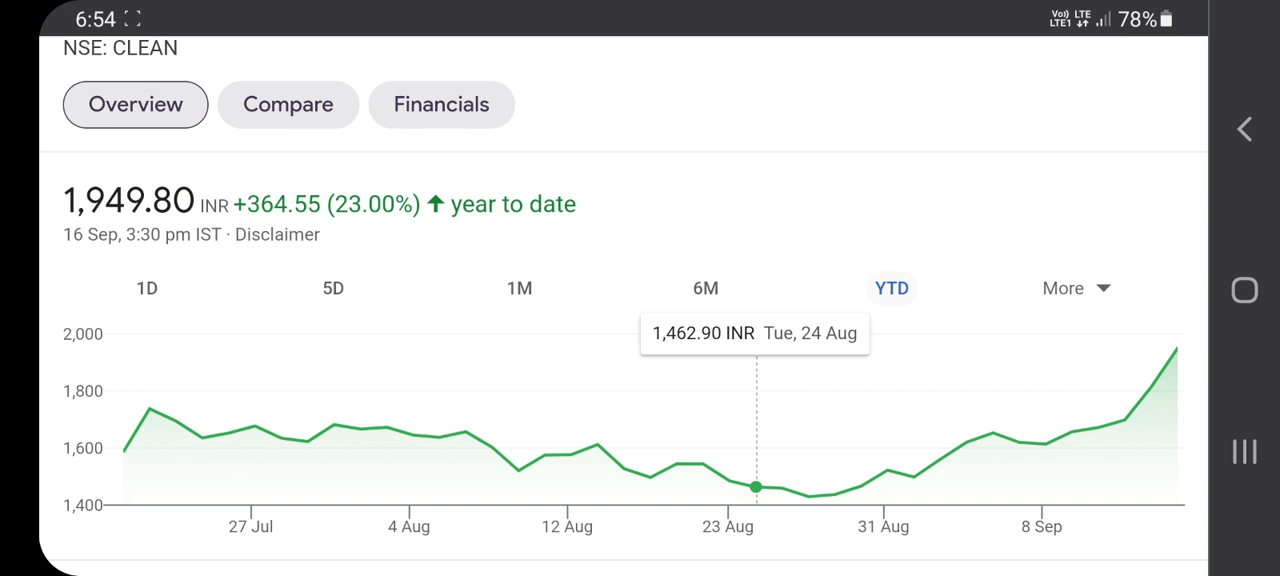 6:54 Vo)) LTE LTE1 78%
NSE: CLEAN
Overview Compare Financials
1,949.80 INR +364.55 (23.00%) ↑ year to date
16 Sep, 3:30 pm IST · Disclaimer
1D 5D 1M 6M YTD More
1,462.90 INR Tue, 24 Aug
2,000
1,800
1,600
1,400
27 Jul 4 Aug 12 Aug 23 Aug 31 Aug 8 Sep